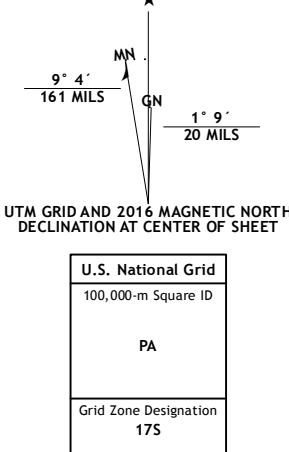 MN
9° 4´
161 MILS
GN
1° 9´
20 MILS
UTM GRID AND 2016 MAGNETIC NORTH
DECLINATION AT CENTER OF SHEET
U.S. National Grid
100,000-m Square ID
PA
Grid Zone Designation
17S